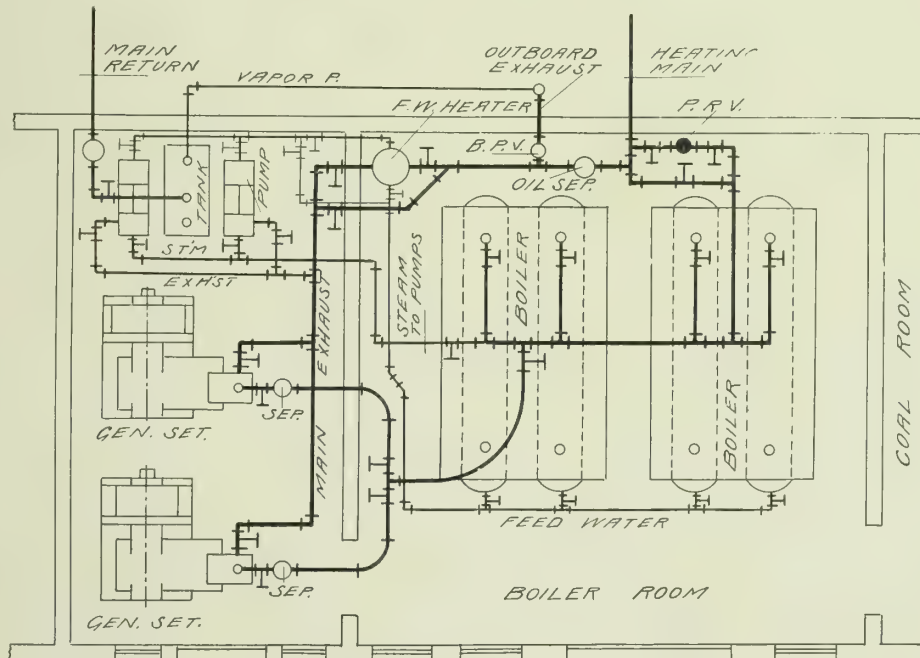 MAIN
RETURN
VAPOR P.
OUTBOARD
EXHAUST
HEATING
MAIN
F.W. HEATER
P.R.V.
B.P.V.
OIL SEP.
TANK
PUMP
ST'M
EXH'ST
STEAM
TO PUMPS
BOILER
EXHAUST
MAIN
BOILER
COAL ROOM
SEP.
GEN. SET.
FEED WATER
SEP.
GEN. SET.
BOILER ROOM